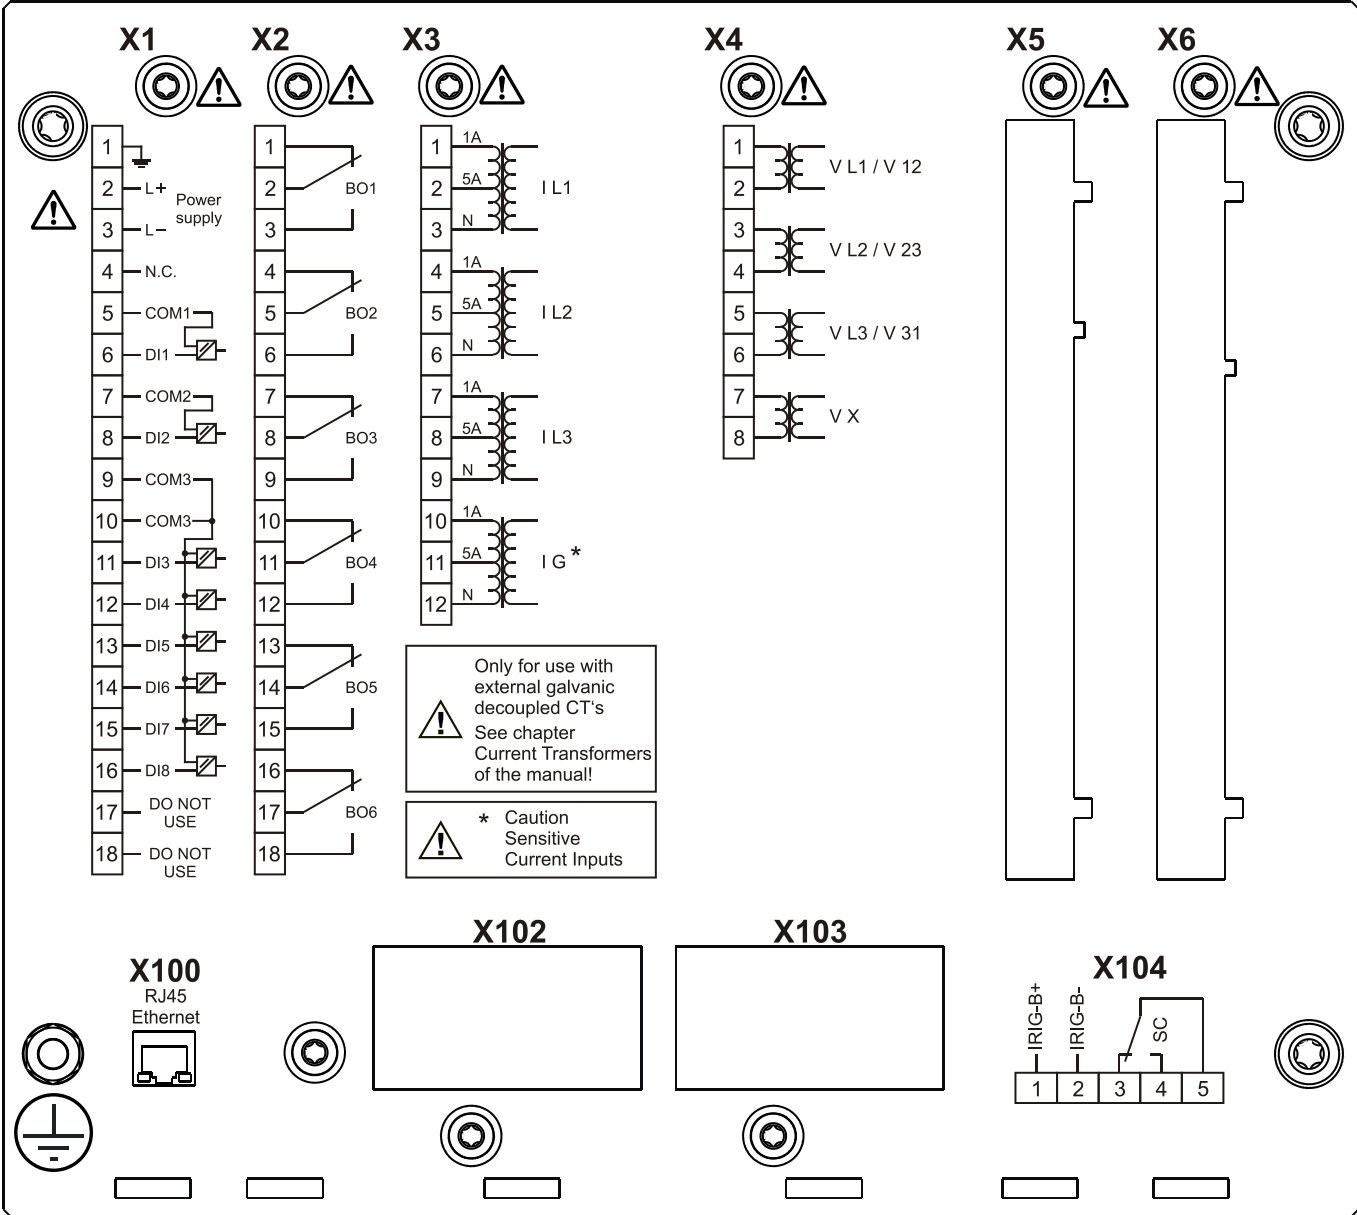 X1
X2
X3
X4
X5
X6
1
2 L+
3 L−
Power
supply
4 N.C.
5 COM1
6 DI1
7 COM2
8 DI2
9 COM3
10 COM3
11 DI3
12 DI4
13 DI5
14 DI6
15 DI7
16 DI8
17 DO NOT
USE
18 DO NOT
USE
1
2 BO1
3
4
5 BO2
6
7
8 BO3
9
10
11 BO4
12
13
14 BO5
15
16
17 BO6
18
1 1A
2 5A I L1
3 N
4 1A
5 5A I L2
6 N
7 1A
8 5A I L3
9 N
10 1A
11 5A I G*
12 N
1
V L1 / V 12
2
3
V L2 / V 23
4
5
V L3 / V 31
6
7
V X
8
Only for use with
external galvanic
decoupled CT‘s
See chapter
Current Transformers
of the manual!
* Caution
Sensitive
Current Inputs
X100
RJ45
Ethernet
X102
X103
X104
IRIG-B+
IRIG-B-
SC
1 2 3 4 5